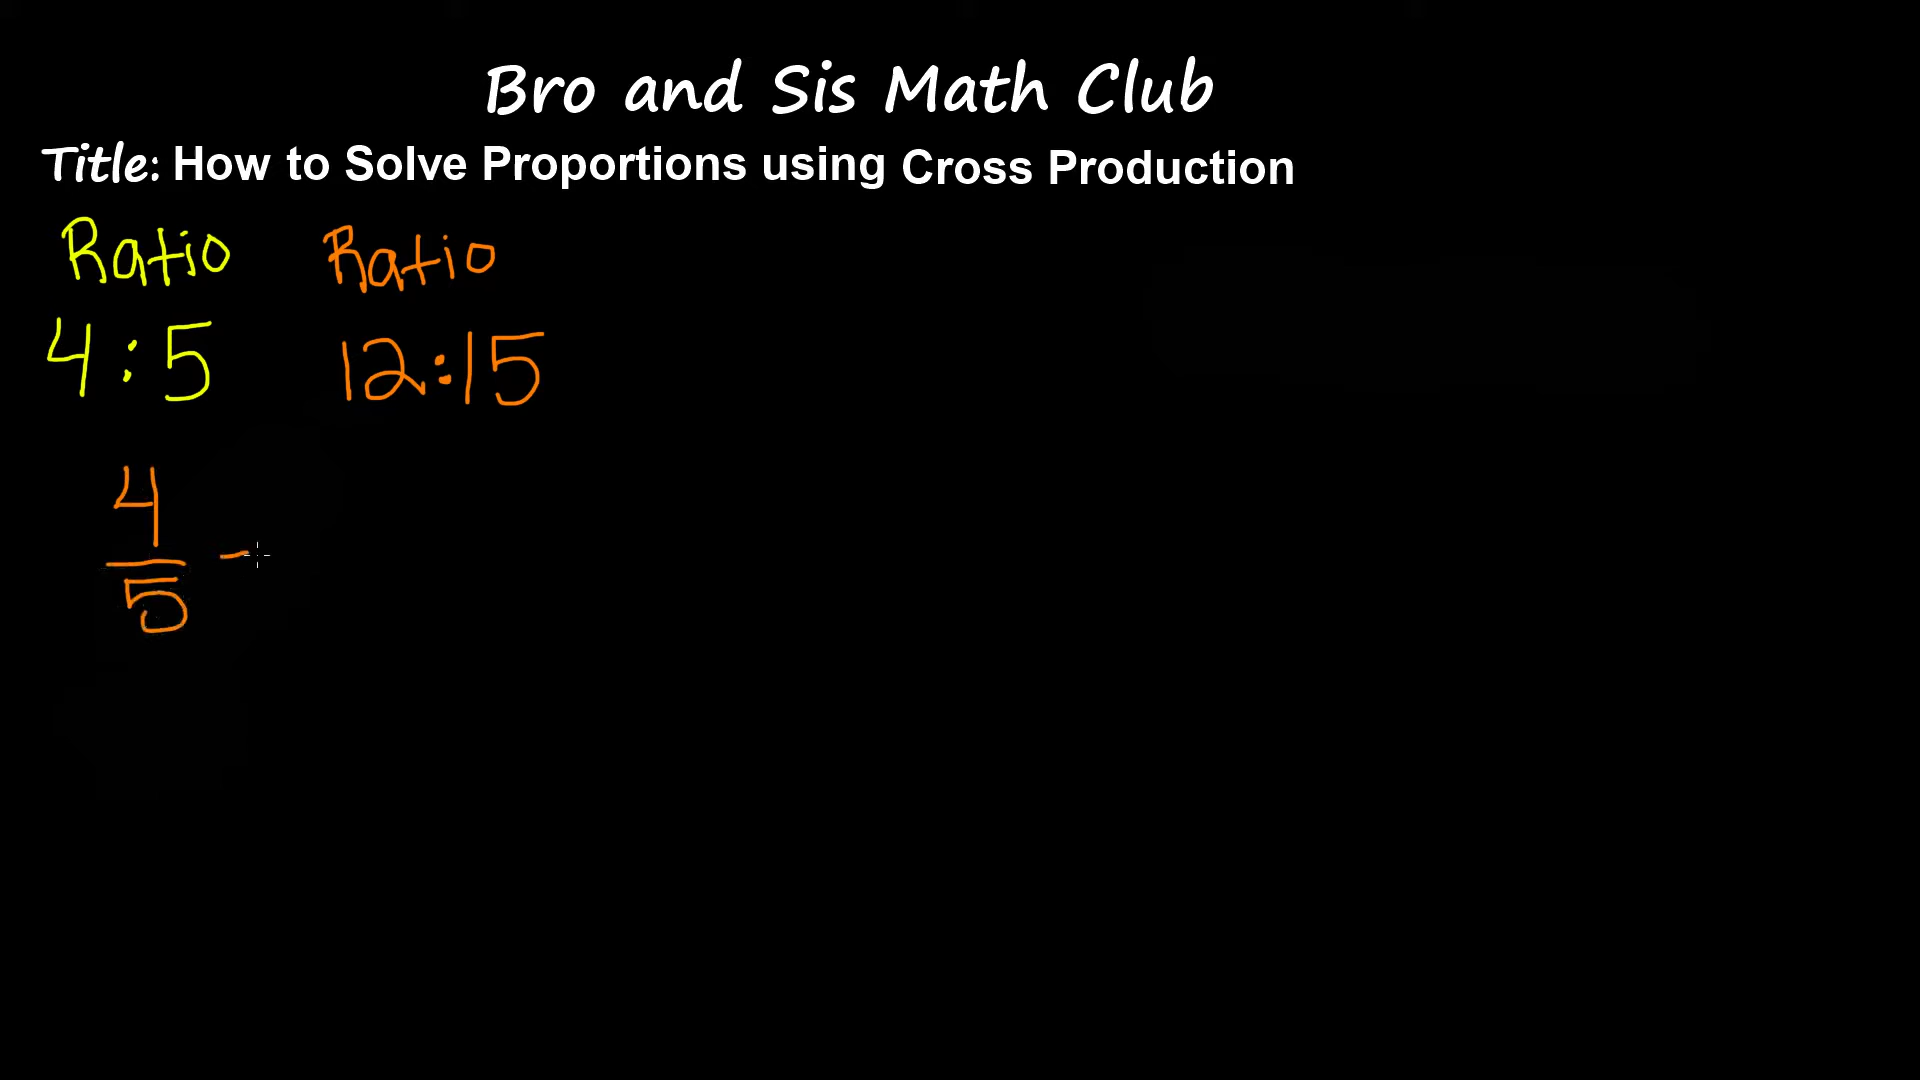 Bro and Sis Math Club
Title: How to Solve Proportions using Cross Production
Ratio Ratio
4:5 12:15
4
5 -